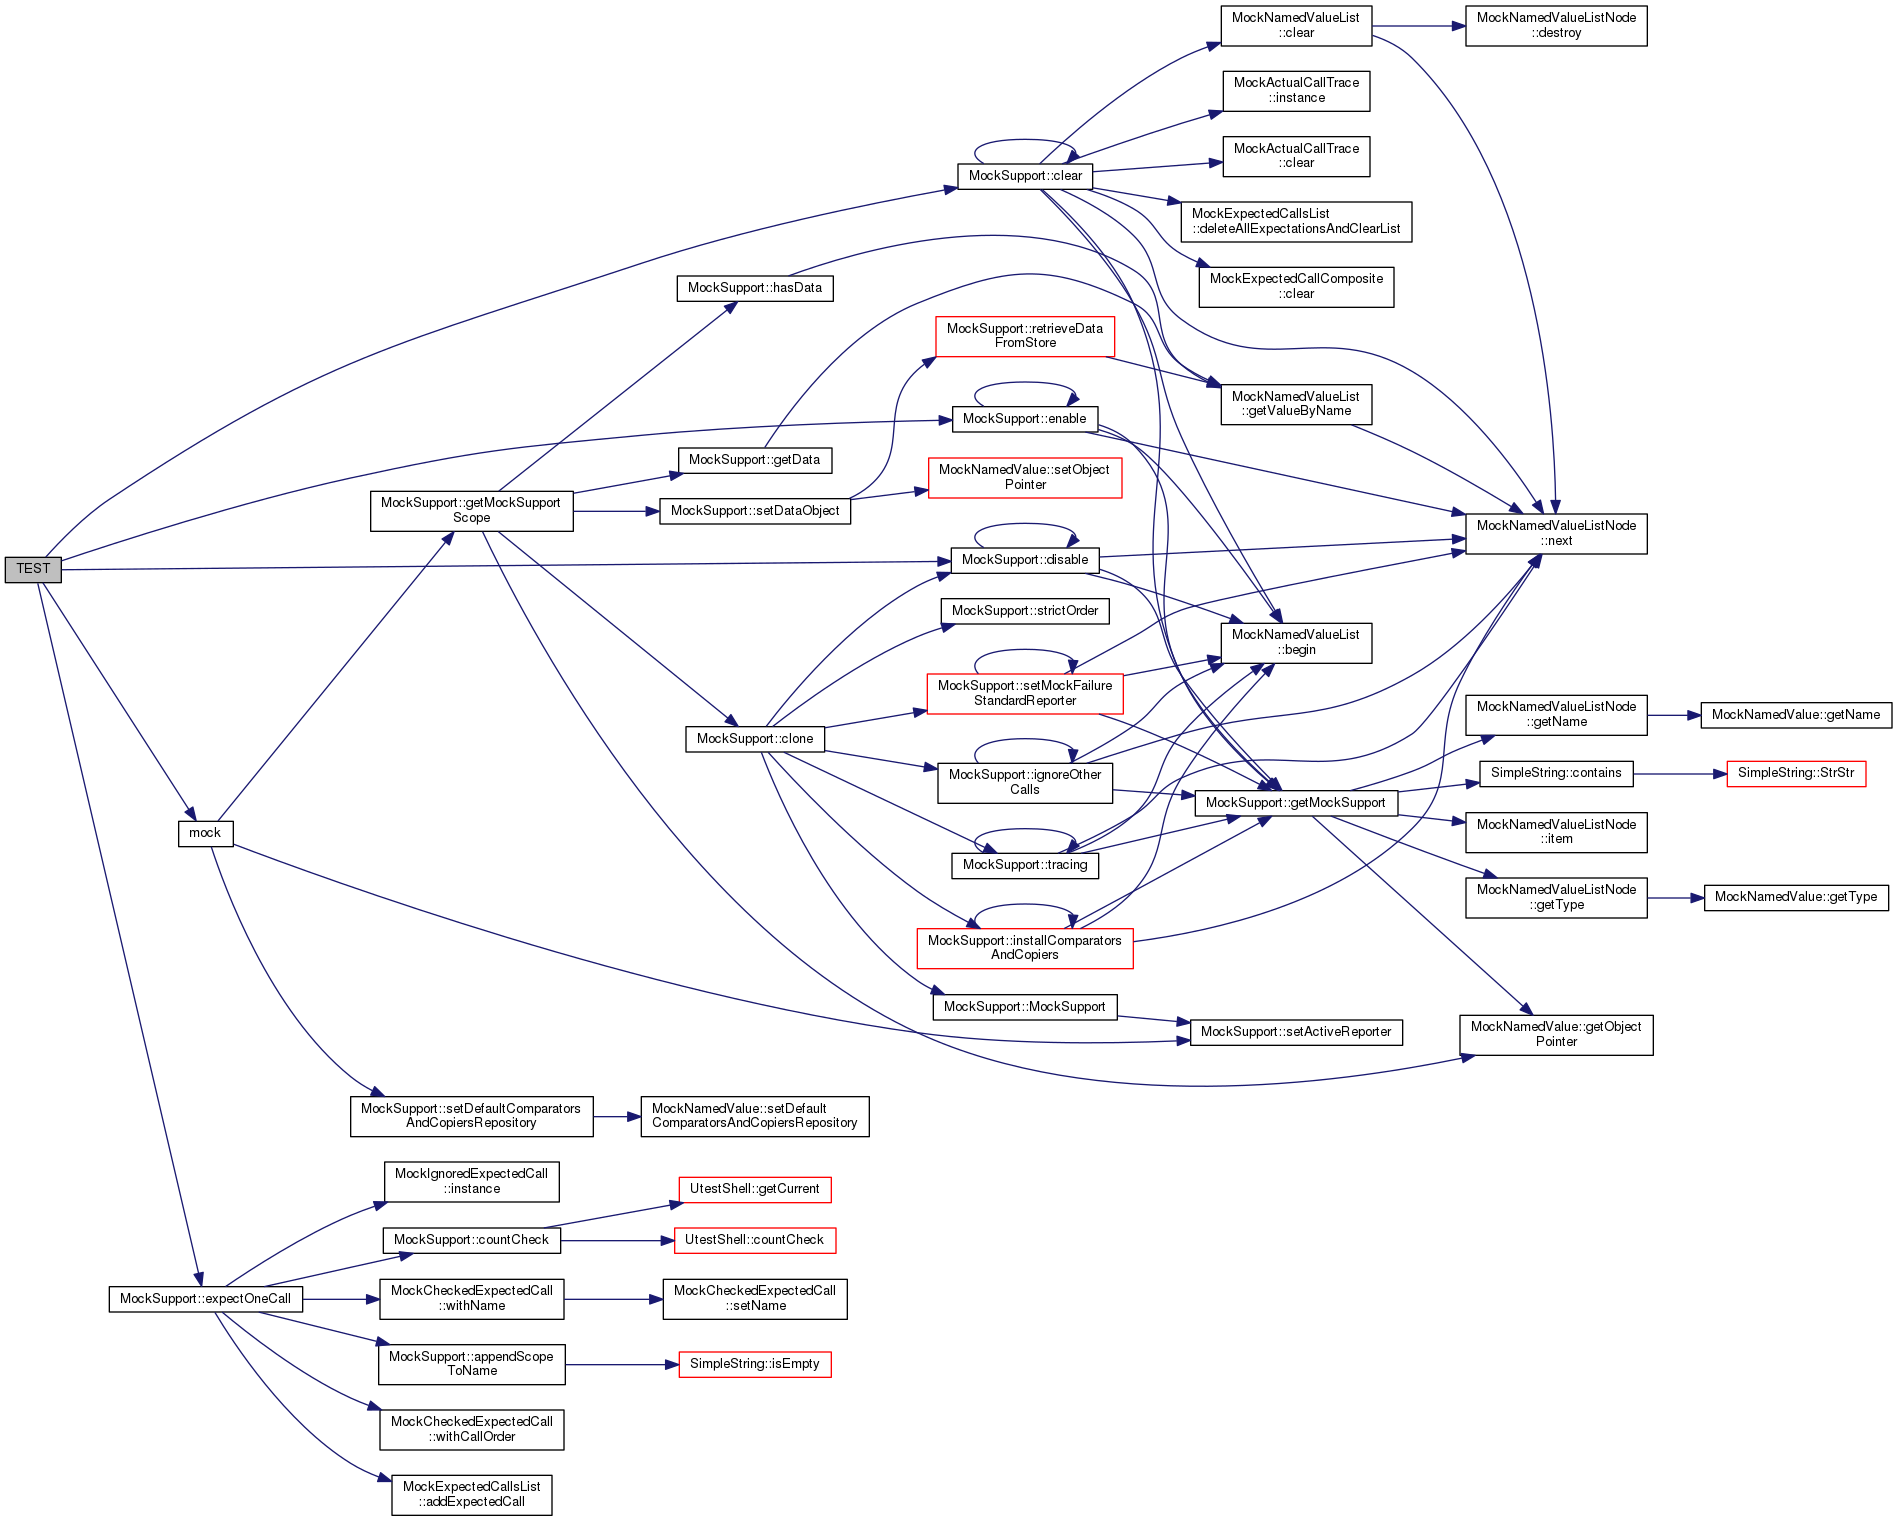 MockNamedValueList
::clear
MockNamedValueListNode
::destroy
MockActualCallTrace
::instance
MockActualCallTrace
::clear
MockSupport::clear
MockExpectedCallsList
::deleteAllExpectationsAndClearList
MockExpectedCallComposite
::clear
MockSupport::hasData
MockSupport::retrieveData
FromStore
MockNamedValueList
::getValueByName
MockSupport::enable
MockSupport::getData
MockNamedValue::setObject
Pointer
MockSupport::getMockSupport
Scope
MockSupport::setDataObject
MockNamedValueListNode
::next
TEST
MockSupport::disable
MockSupport::strictOrder
MockNamedValueList
::begin
MockSupport::setMockFailure
StandardReporter
MockNamedValueListNode
::getName
MockNamedValue::getName
MockSupport::clone
MockSupport::ignoreOther
Calls
SimpleString::contains
SimpleString::StrStr
MockSupport::getMockSupport
mock
MockNamedValueListNode
::item
MockSupport::tracing
MockNamedValueListNode
::getType
MockNamedValue::getType
MockSupport::installComparators
AndCopiers
MockSupport::MockSupport
MockSupport::setActiveReporter
MockNamedValue::getObject
Pointer
MockSupport::setDefaultComparators
AndCopiersRepository
MockNamedValue::setDefault
ComparatorsAndCopiersRepository
MockIgnoredExpectedCall
::instance
UtestShell::getCurrent
MockSupport::countCheck
UtestShell::countCheck
MockSupport::expectOneCall
MockCheckedExpectedCall
::withName
MockCheckedExpectedCall
::setName
MockSupport::appendScope
ToName
SimpleString::isEmpty
MockCheckedExpectedCall
::withCallOrder
MockExpectedCallsList
::addExpectedCall